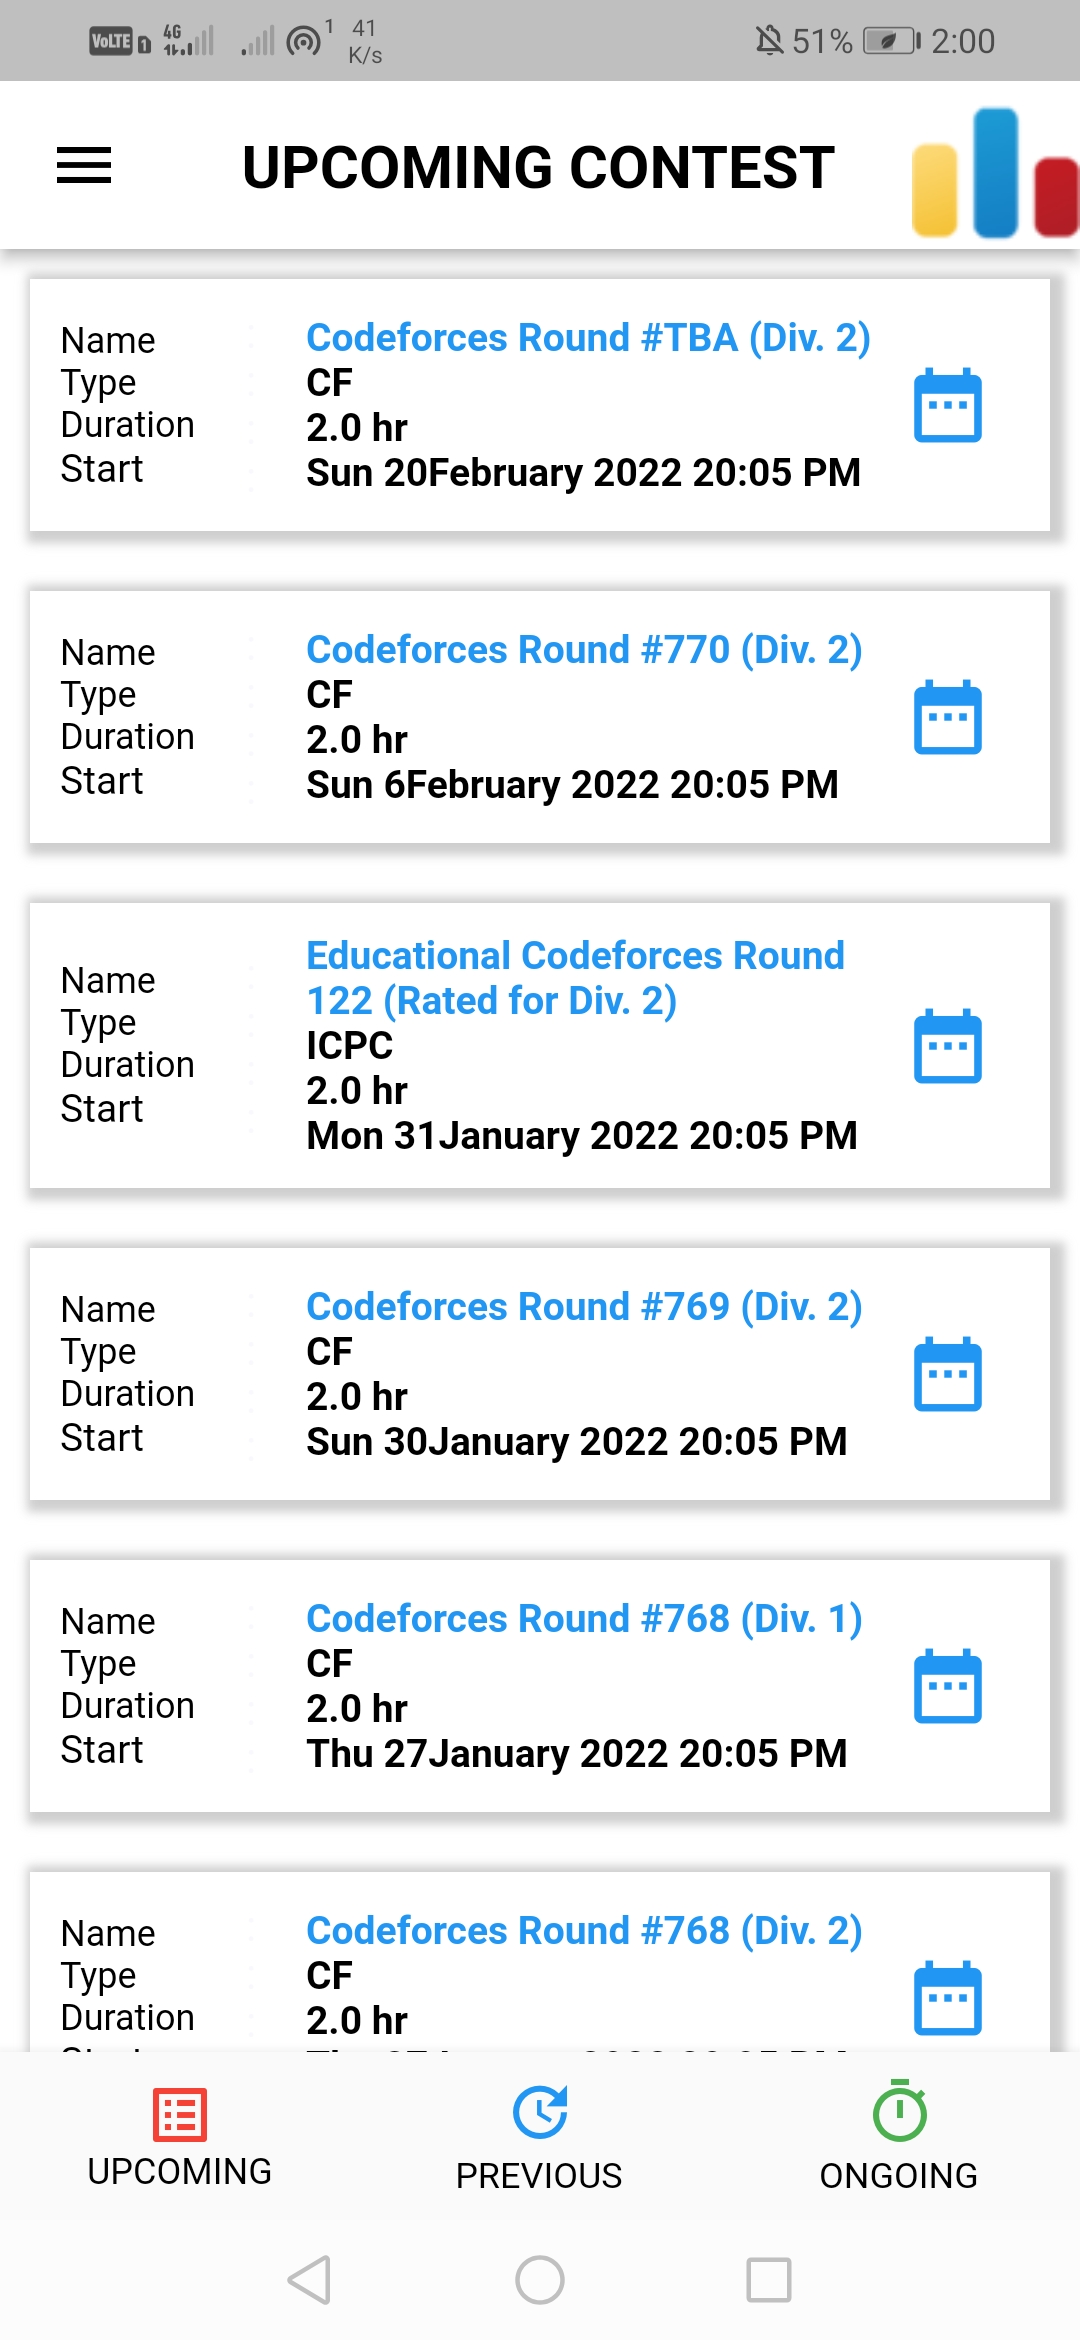 VoLTE 1 4G 1 41 K/s 51% 2:00
UPCOMING CONTEST
Name Codeforces Round #TBA (Div. 2)
Type CF
Duration 2.0 hr
Start Sun 20February 2022 20:05 PM
Name Codeforces Round #770 (Div. 2)
Type CF
Duration 2.0 hr
Start Sun 6February 2022 20:05 PM
Name Educational Codeforces Round
122 (Rated for Div. 2)
Type ICPC
Duration 2.0 hr
Start Mon 31January 2022 20:05 PM
Name Codeforces Round #769 (Div. 2)
Type CF
Duration 2.0 hr
Start Sun 30January 2022 20:05 PM
Name Codeforces Round #768 (Div. 1)
Type CF
Duration 2.0 hr
Start Thu 27January 2022 20:05 PM
Name Codeforces Round #768 (Div. 2)
Type CF
Duration 2.0 hr
UPCOMING PREVIOUS ONGOING